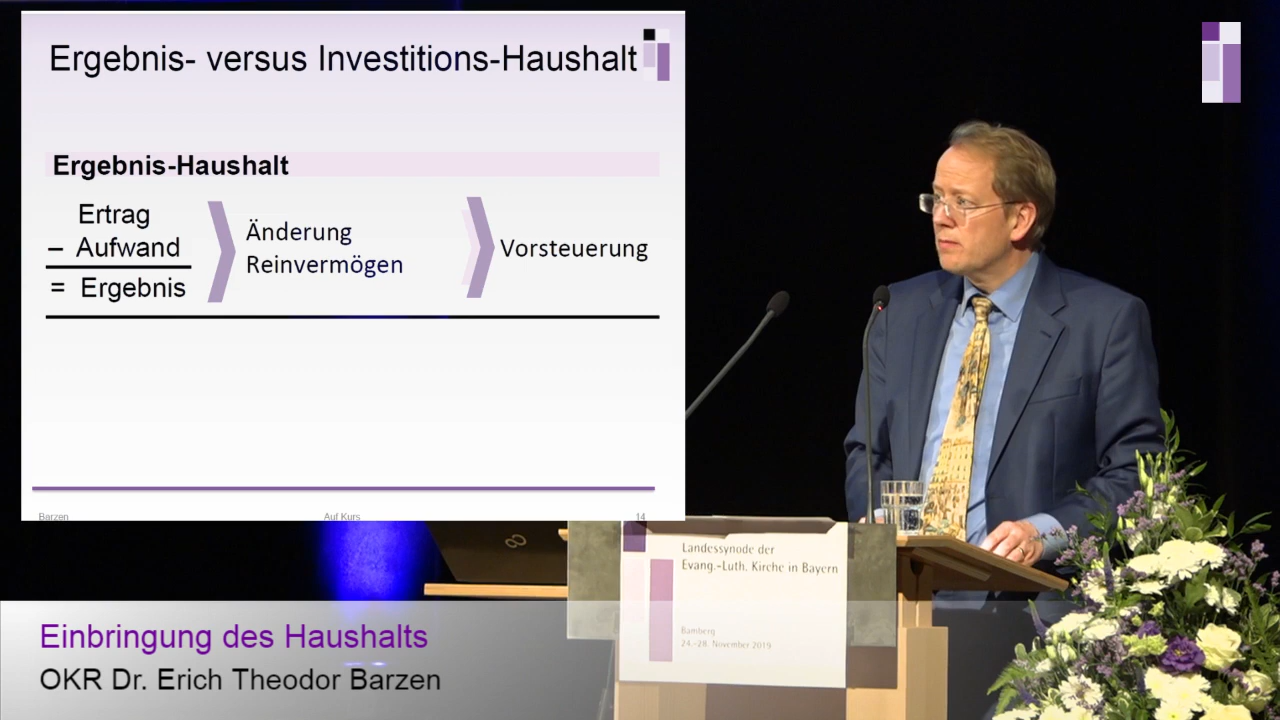 Ergebnis- versus Investitions-Haushalt
Ergebnis-Haushalt
Ertrag
– Aufwand
= Ergebnis
Änderung
Reinvermögen
Vorsteuerung
Barzen
Auf Kurs
14
Landessynode der
Evang.-Luth. Kirche in Bayern
Bamberg
24.-28. November 2019
Einbringung des Haushalts
OKR Dr. Erich Theodor Barzen